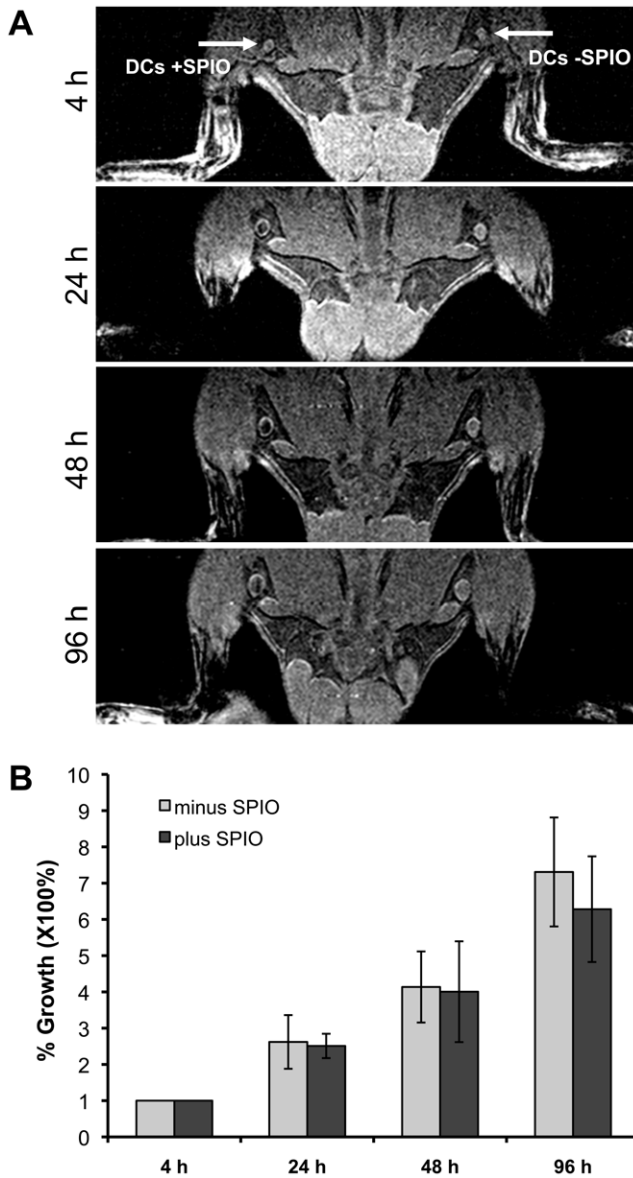 A
DCs +SPIO
DCs -SPIO
4 h
24 h
48 h
96 h
B
10
9
8
7
6
5
4
3
2
1
0
% Growth (X100%)
minus SPIO
plus SPIO
4 h 24 h 48 h 96 h